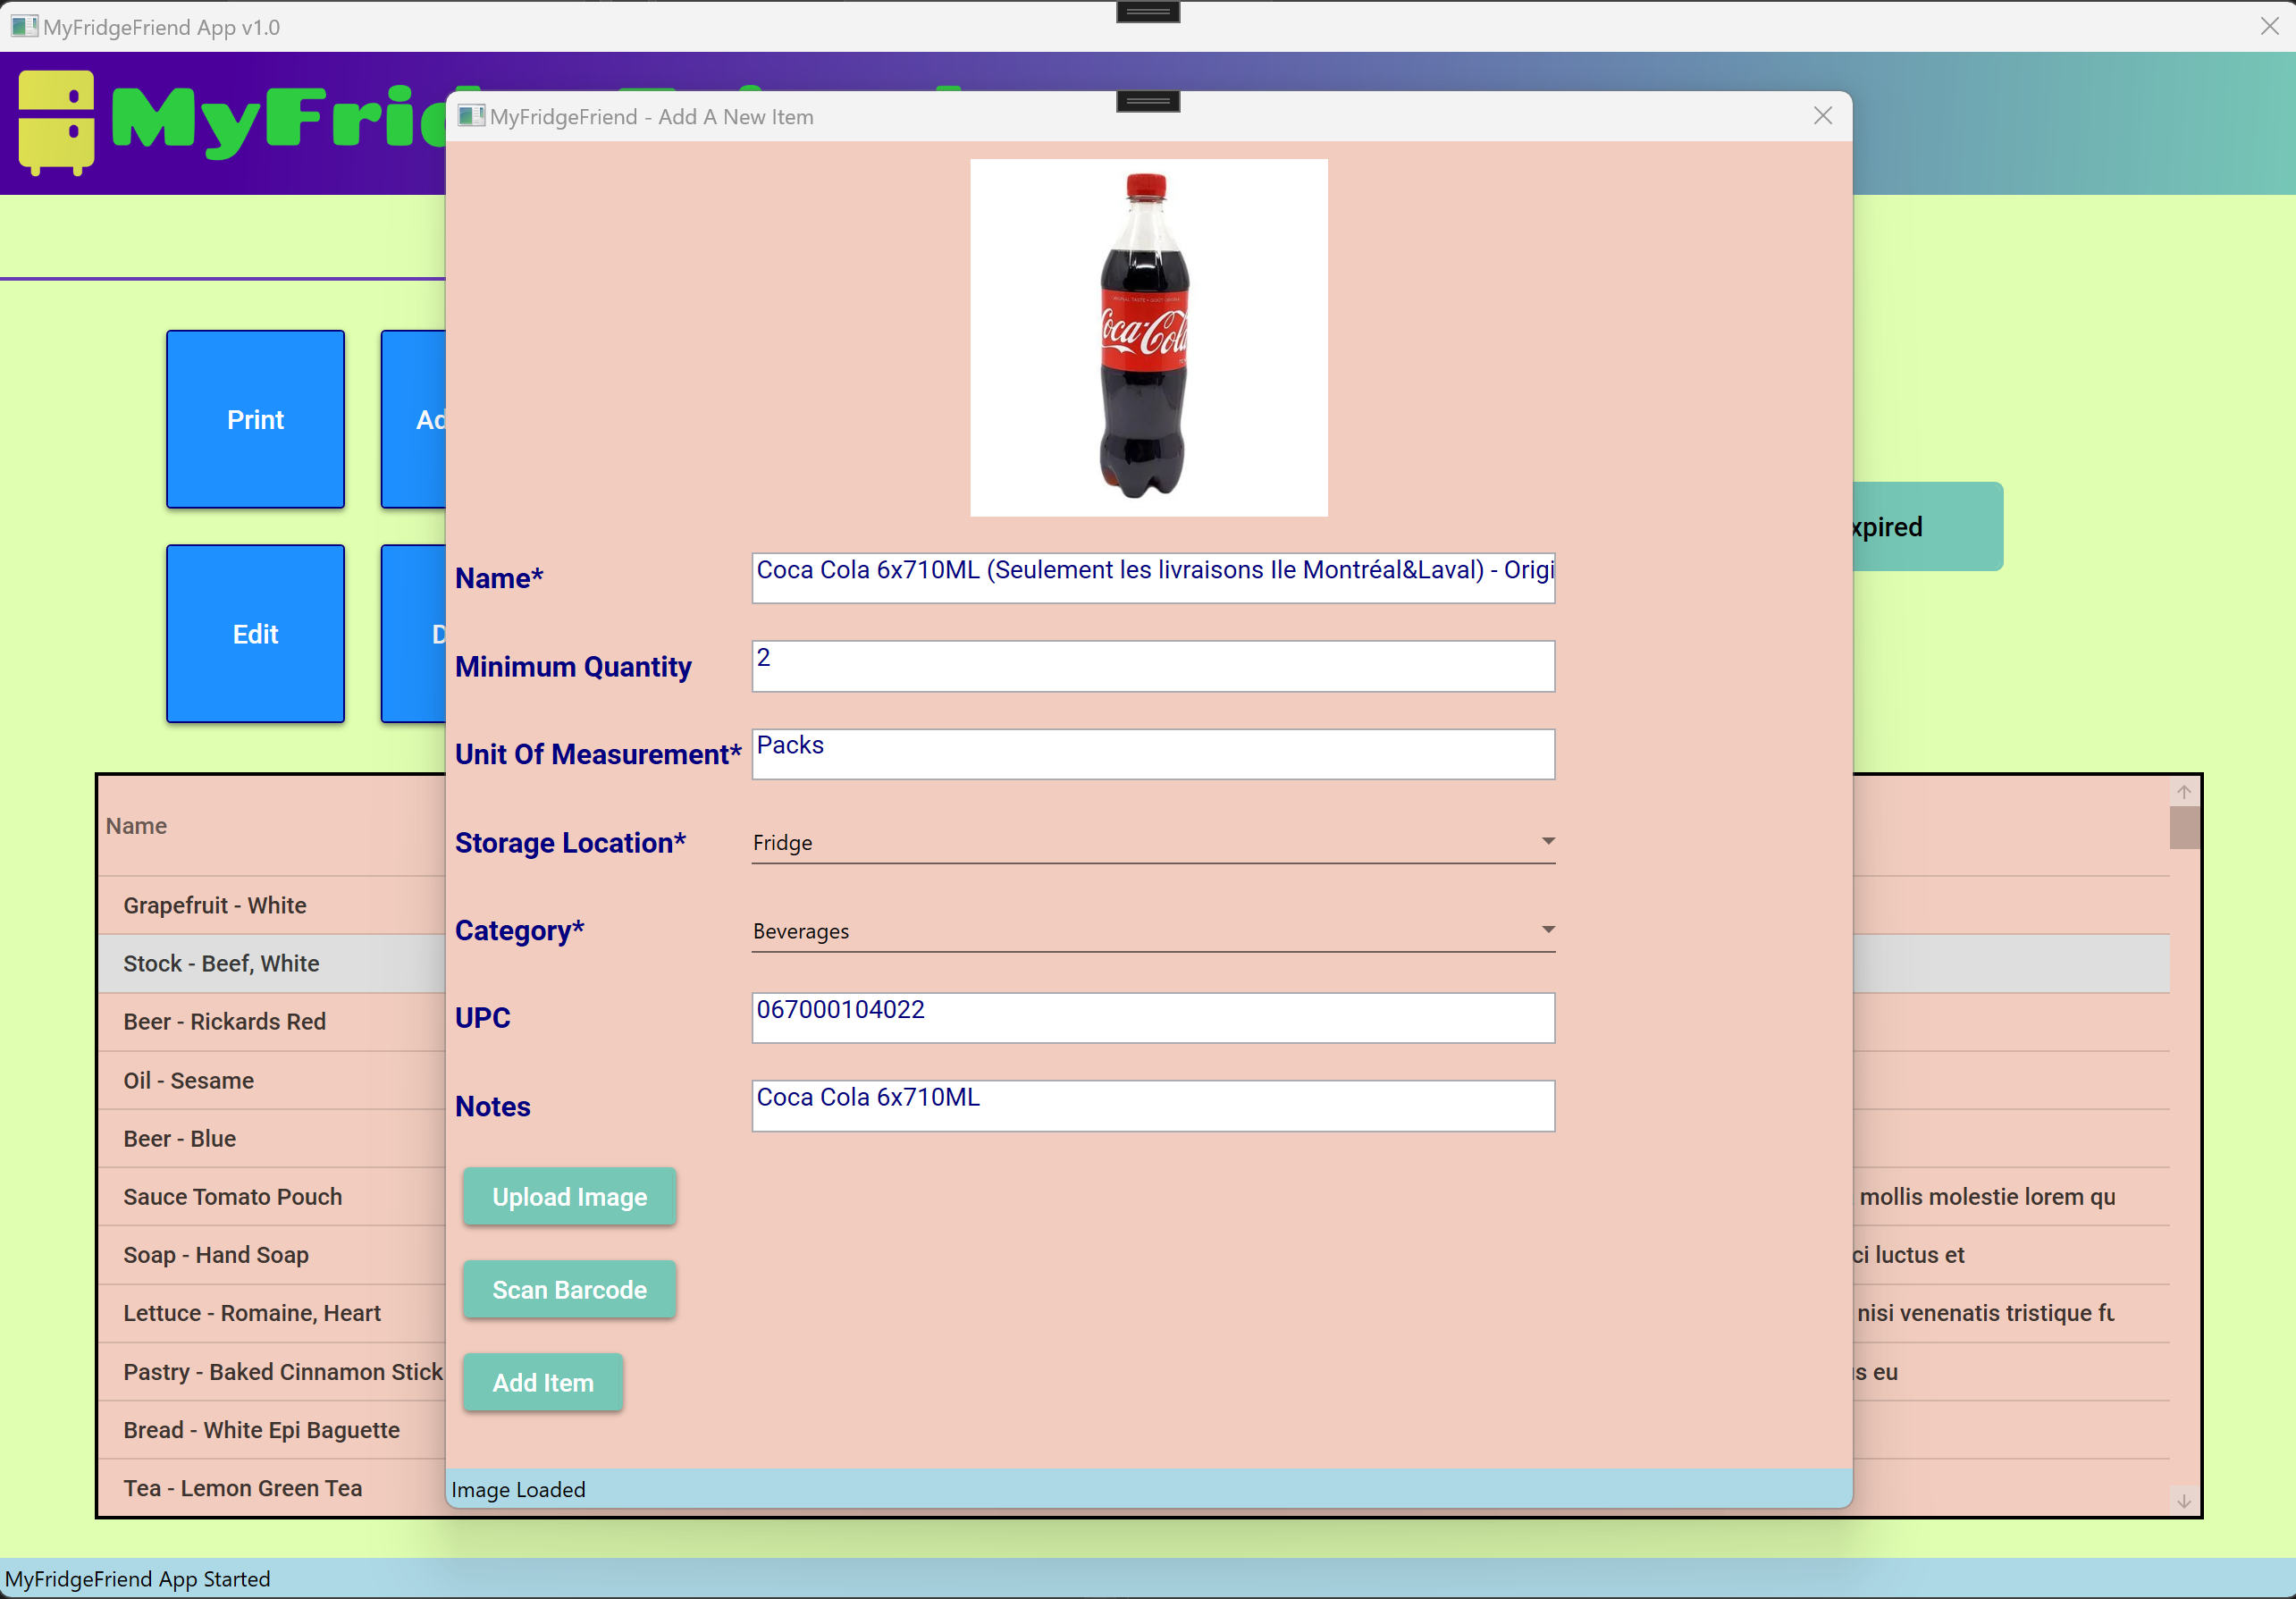 MyFridgeFriend App v1.0
MyFridgeFriend - Add A New Item
Coca-Cola
Print
Edit
xpired
Name*
Coca Cola 6x710ML (Seulement les livraisons Ile Montréal&Laval) - Origi
Minimum Quantity
2
Unit Of Measurement*
Packs
Storage Location*
Fridge
Category*
Beverages
UPC
067000104022
Notes
Coca Cola 6x710ML
Upload Image
Scan Barcode
Add Item
Image Loaded
Name
Grapefruit - White
Stock - Beef, White
Beer - Rickards Red
Oil - Sesame
Beer - Blue
Sauce Tomato Pouch
mollis molestie lorem qu
Soap - Hand Soap
ci luctus et
Lettuce - Romaine, Heart
nisi venenatis tristique fu
Pastry - Baked Cinnamon Stick
us eu
Bread - White Epi Baguette
Tea - Lemon Green Tea
MyFridgeFriend App Started